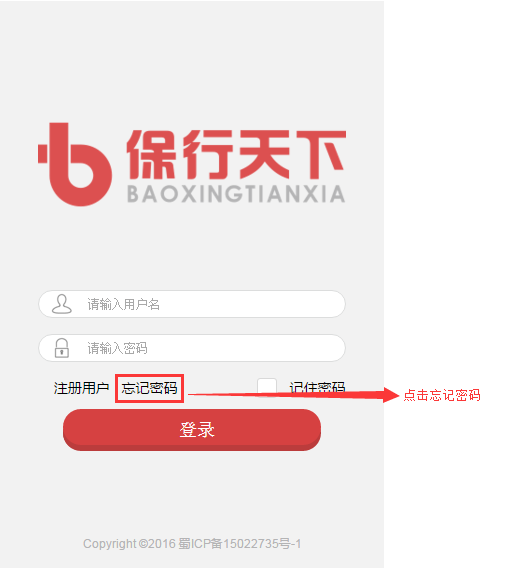 保行天下
BAOXINGTIANXIA
请输入用户名
请输入密码
注册用户 忘记密码 记住密码 点击忘记密码
登录
Copyright ©2016 蜀ICP备15022735号-1